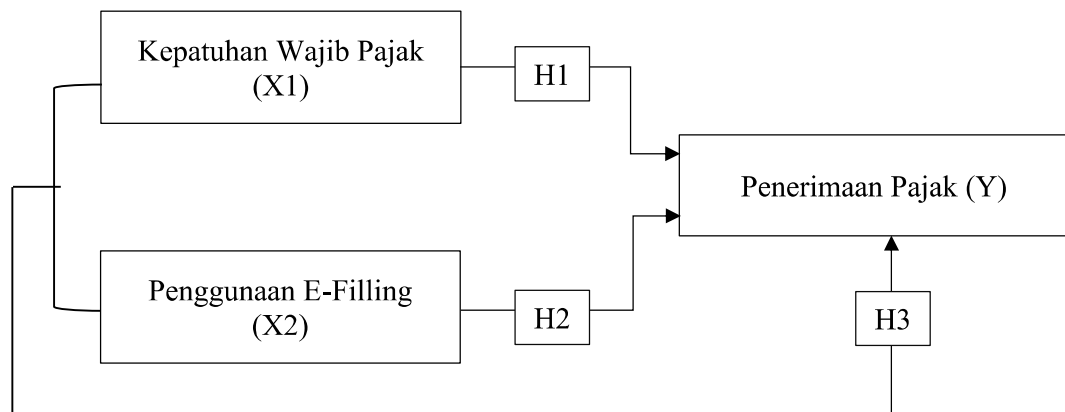 Kepatuhan Wajib Pajak
(X1)
H1
Penerimaan Pajak (Y)
Penggunaan E-Filling
(X2)
H2
H3